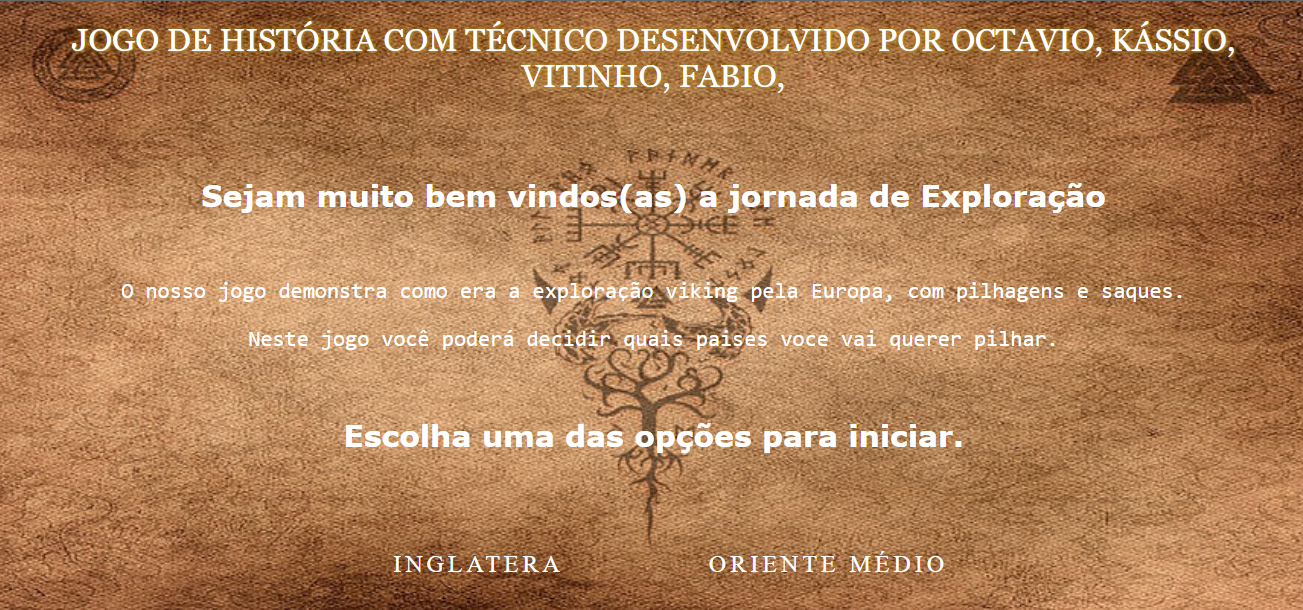 JOGO DE HISTÓRIA COM TÉCNICO DESENVOLVIDO POR OCTAVIO, KÁSSIO,
VITINHO, FABIO,
Sejam muito bem vindos(as) a jornada de Exploração
O nosso jogo demonstra como era a exploração viking pela Europa, com pilhagens e saques.
Neste jogo você poderá decidir quais paises voce vai querer pilhar.
Escolha uma das opções para iniciar.
INGLATERA ORIENTE MÉDIO